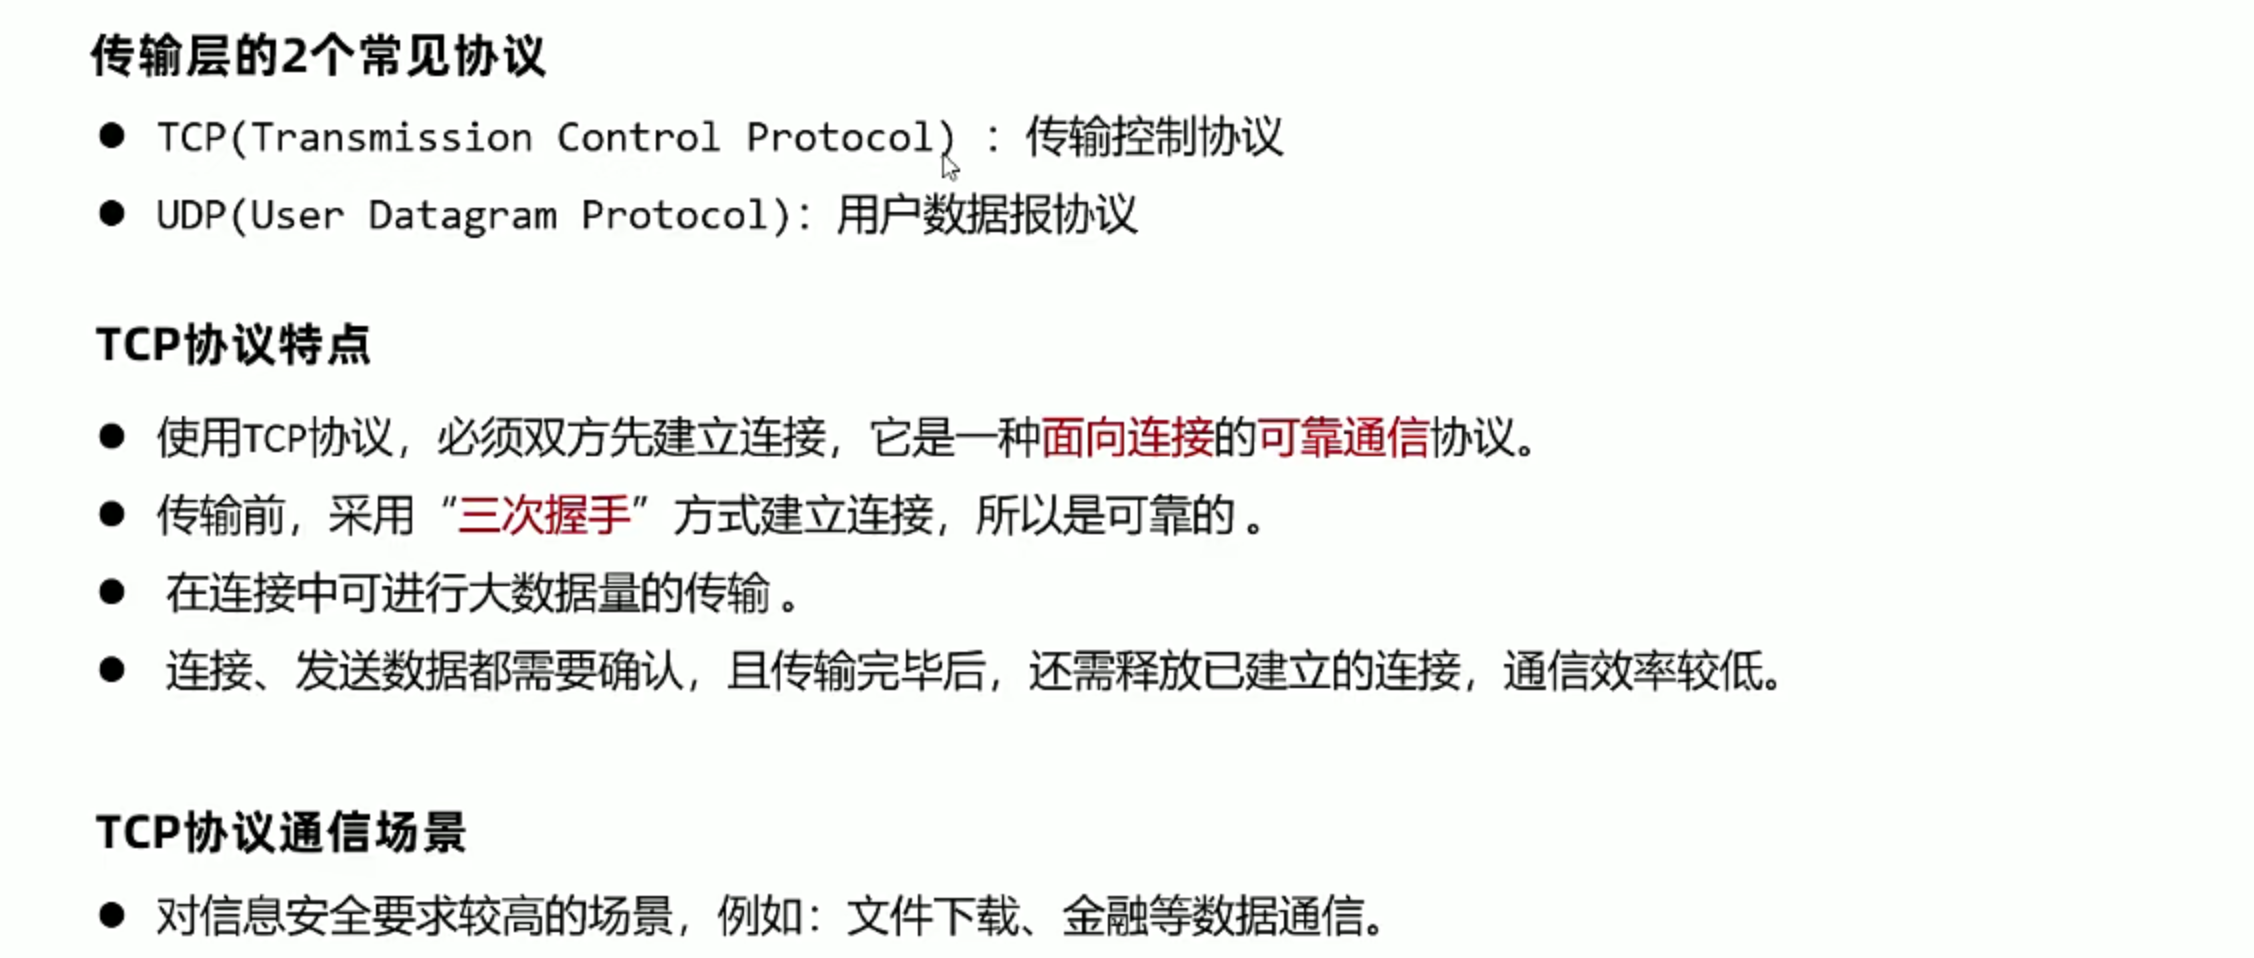 传输层的2个常见协议
● TCP(Transmission Control Protocol) ：传输控制协议
● UDP(User Datagram Protocol)：用户数据报协议
TCP协议特点
● 使用TCP协议，必须双方先建立连接，它是一种面向连接的可靠通信协议。
● 传输前，采用“三次握手”方式建立连接，所以是可靠的 。
● 在连接中可进行大数据量的传输 。
● 连接、发送数据都需要确认，且传输完毕后，还需释放已建立的连接，通信效率较低。
TCP协议通信场景
● 对信息安全要求较高的场景，例如：文件下载、金融等数据通信。